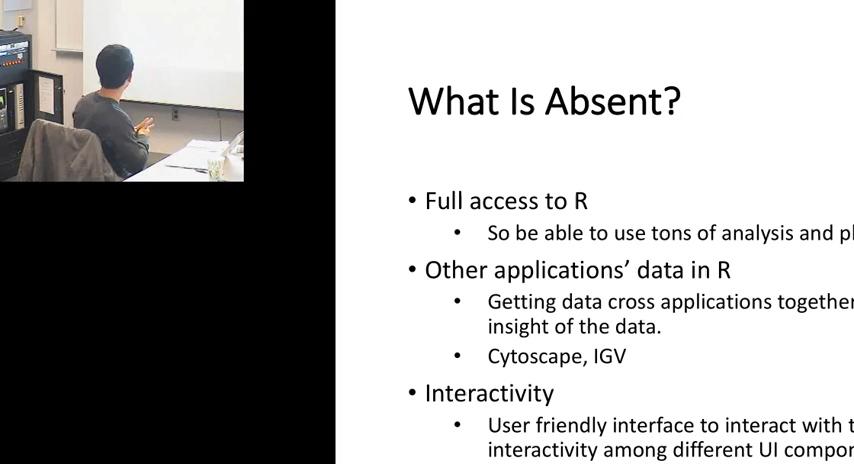 What Is Absent?
• Full access to R
• So be able to use tons of analysis and
• Other applications’ data in R
• Getting data cross applications together
insight of the data.
• Cytoscape, IGV
• Interactivity
• User friendly interface to interact with
interactivity among different UI